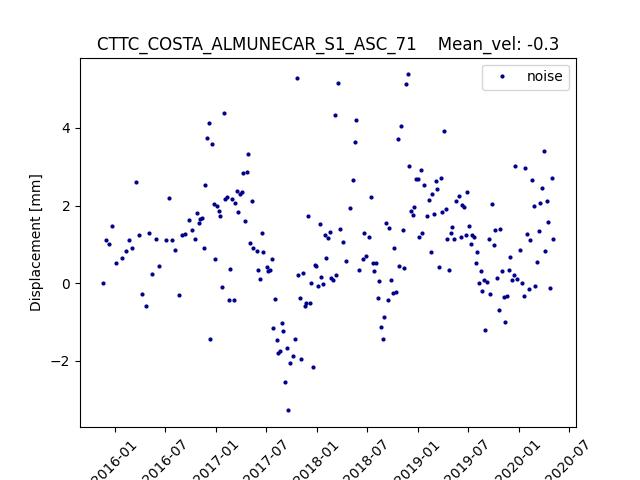 CTTC_COSTA_ALMUNECAR_S1_ASC_71 Mean_vel: -0.3
noise
Displacement [mm]
4
2
0
−2
2016-01 2016-07 2017-01 2017-07 2018-01 2018-07 2019-01 2019-07 2020-01 2020-07